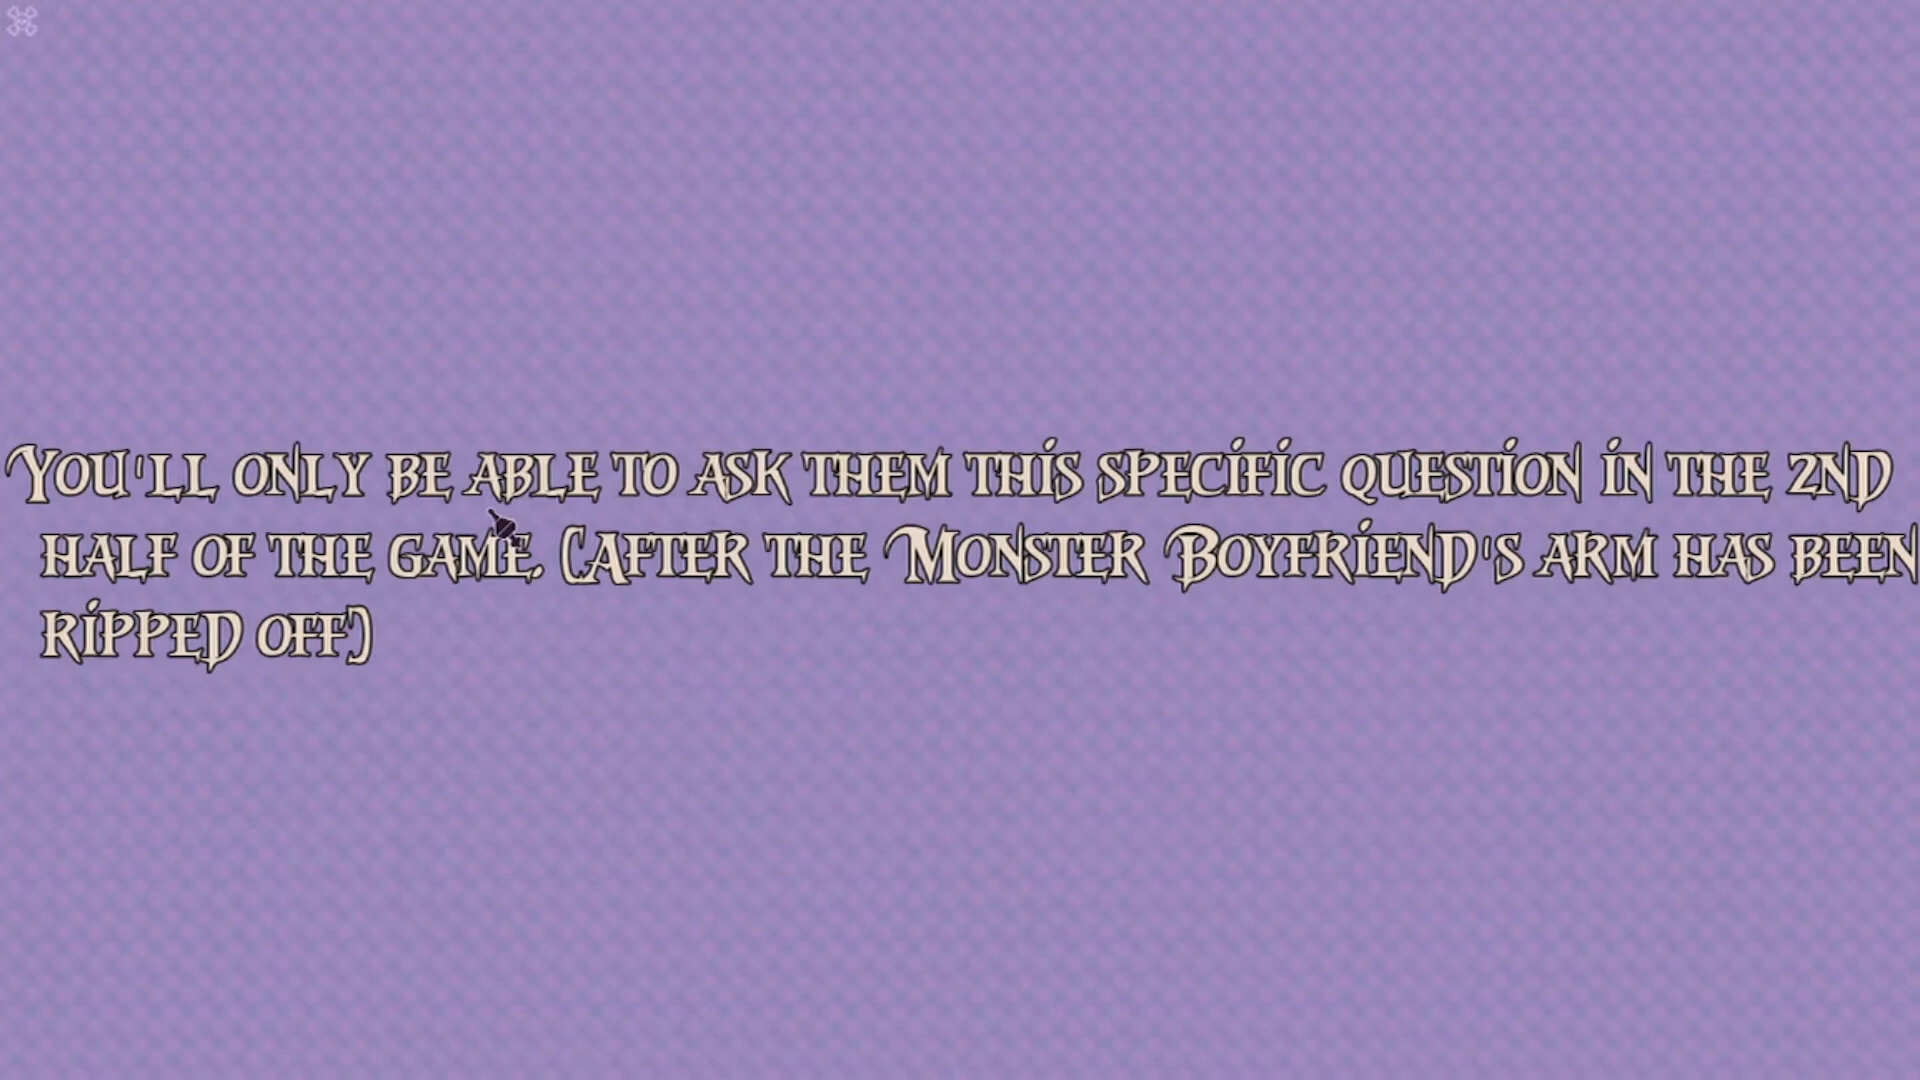 You'll only be able to ask them this specific question in the 2nd
half of the game. (After the Monster Boyfriend's arm has been
ripped off)